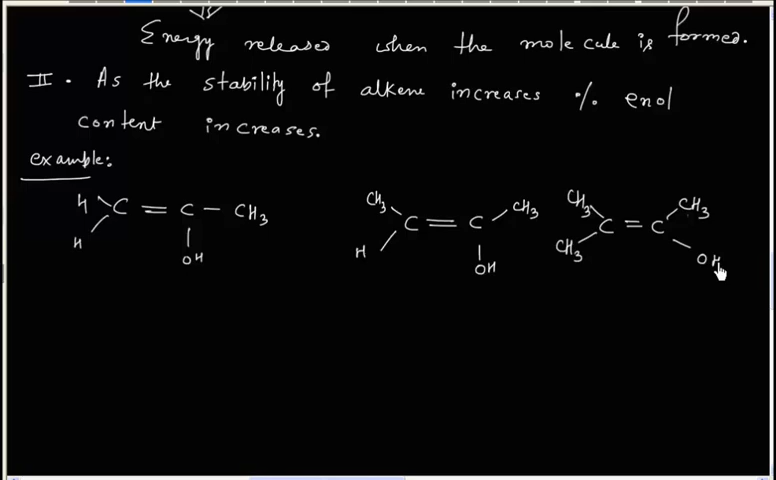 Energy released when the molecule is formed.
II. As the stability of alkene increases % enol
content increases.
example:
H C = C - CH3 CH3 C = C CH3 CH3 C = C CH3
H OH H OH CH3 OH